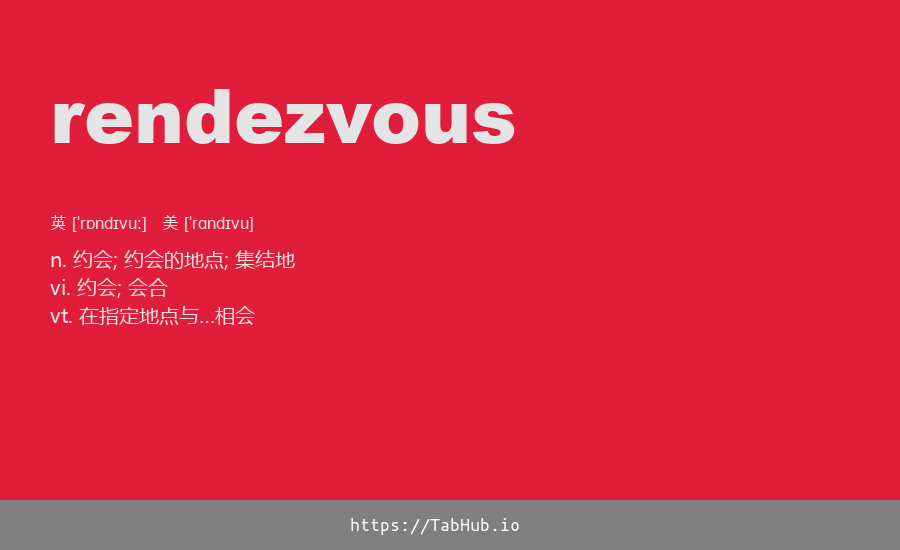 rendezvous
英 [ˈrɒndɪvuː] 美 [ˈrɑndɪvu]
n. 约会; 约会的地点; 集结地
vi. 约会; 会合
vt. 在指定地点与…相会
https://TabHub.io